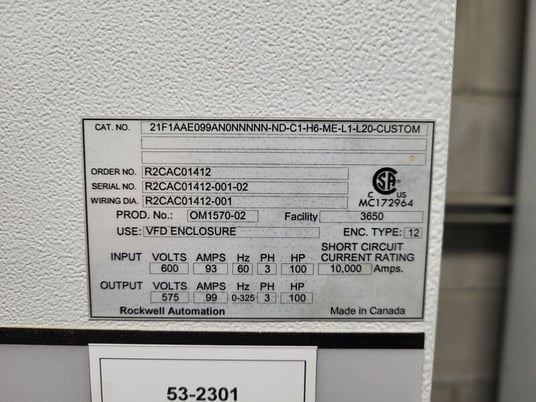 CAT. NO. 21F1AAE099AN0NNNNN-ND-C1-H6-ME-L1-L20-CUSTOM
ORDER NO. R2CAC01412
SERIAL NO. R2CAC01412-001-02
WIRING DIA. R2CAC01412-001
C SA US
MC172964
PROD. No.: OM1570-02 Facility 3650
USE: VFD ENCLOSURE ENC. TYPE: 12
INPUT VOLTS AMPS Hz PH HP SHORT CIRCUIT CURRENT RATING
600 93 60 3 100 10,000 Amps.
OUTPUT VOLTS AMPS Hz PH HP
575 99 0-325 3 100
Rockwell Automation Made in Canada
53-2301